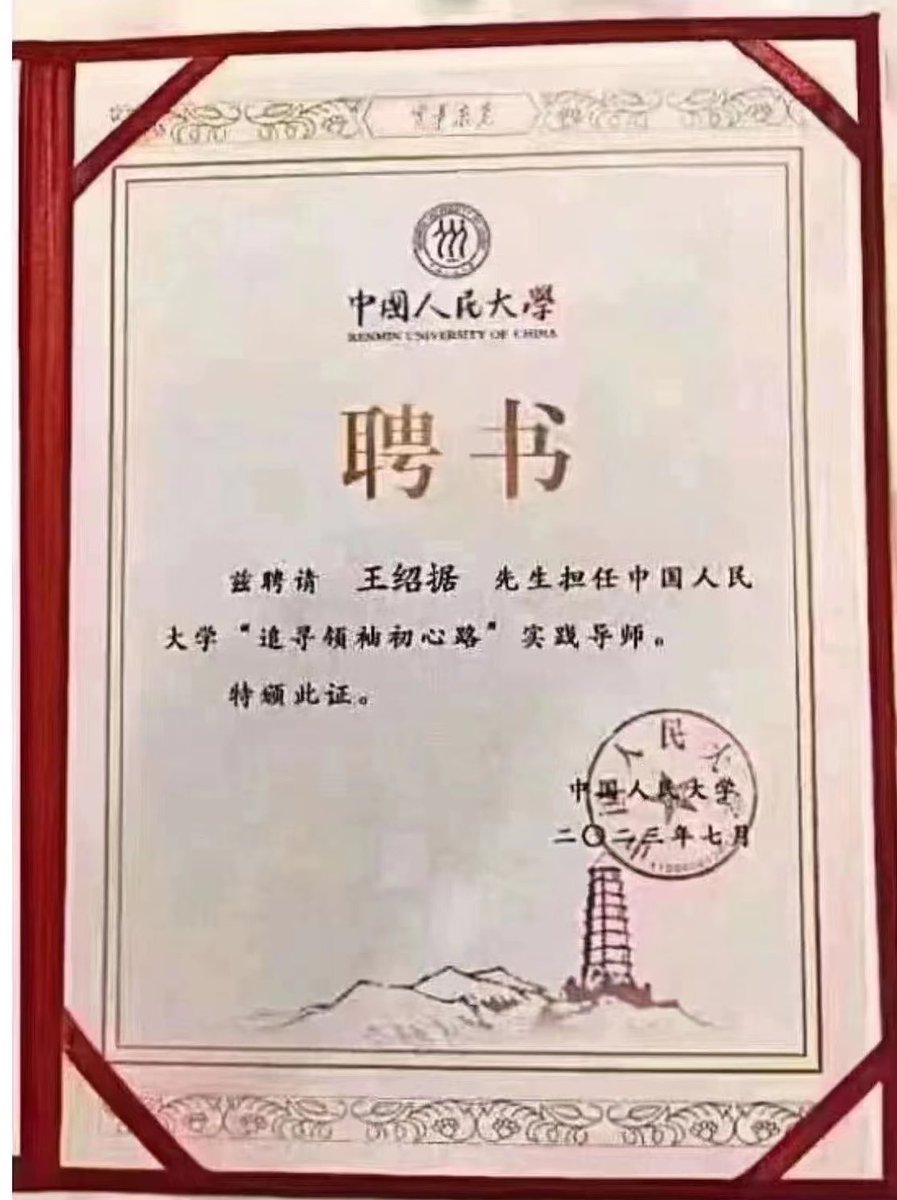 实事求是
中國人民大學
RENMIN UNIVERSITY OF CHINA
聘书
兹聘请 王绍据 先生担任中国人民
大学“追寻领袖初心路”实践导师。
特颁此证。
中国人民大学
二〇二三年七月